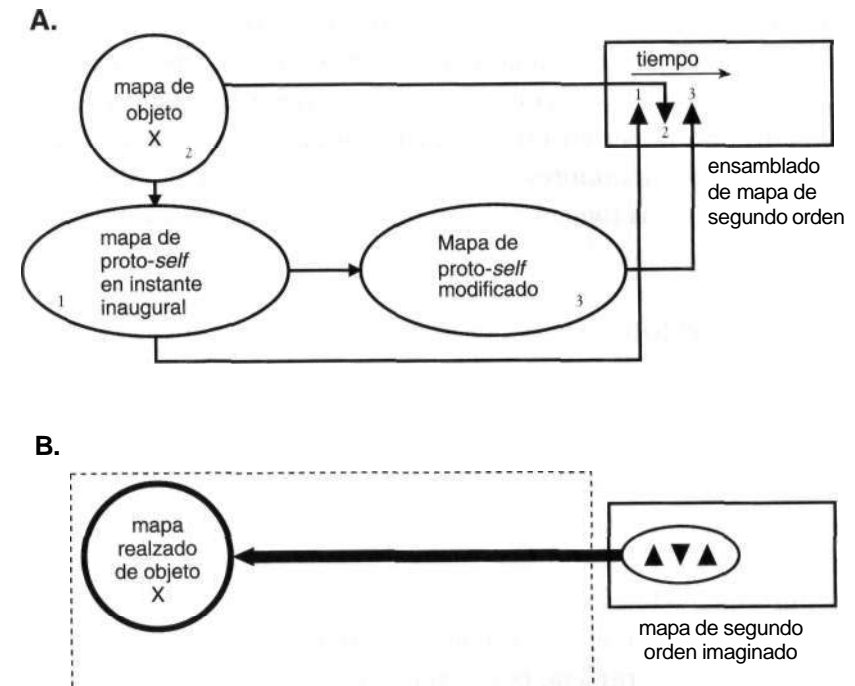 A.
mapa de
objeto
X
2
tiempo
1
3
2
ensamblado
de mapa de
segundo orden
mapa de
proto-self
en instante
inaugural
1
Mapa de
proto-self
modificado
3
B.
mapa
realzado
de objeto
X
mapa de segundo
orden imaginado